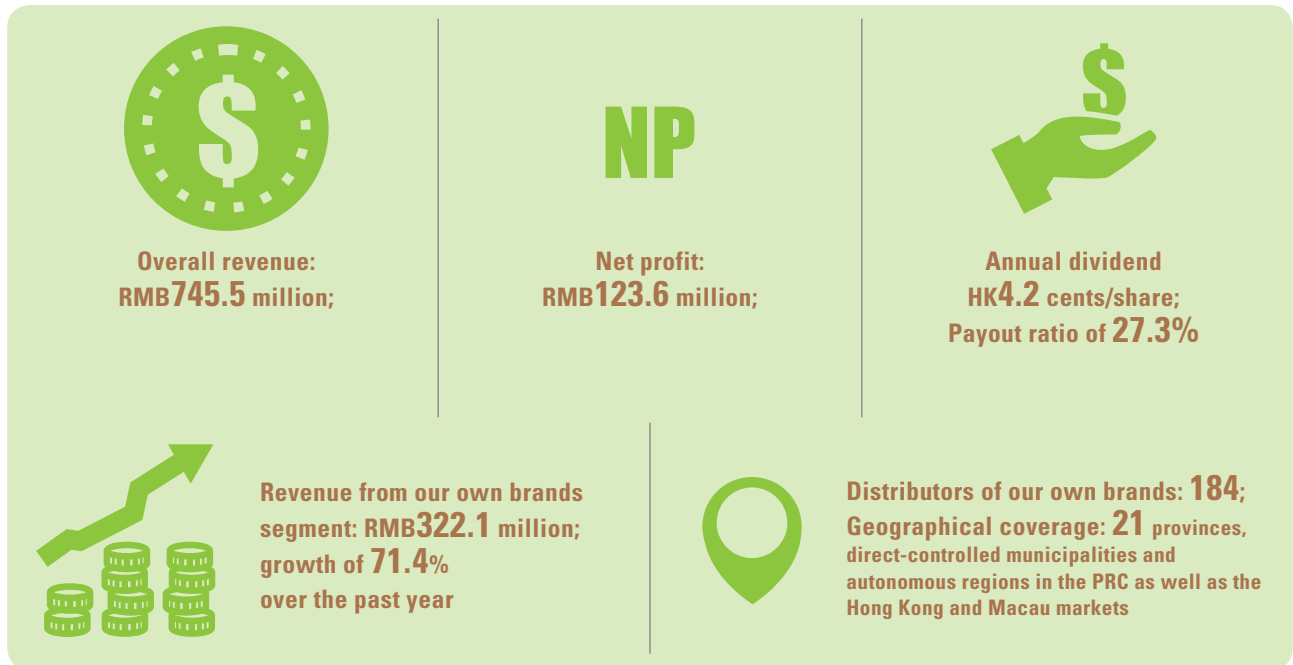 $
Overall revenue:
RMB745.5 million;
NP
Net profit:
RMB123.6 million;
$
Annual dividend
HK4.2 cents/share;
Payout ratio of 27.3%
Revenue from our own brands
segment: RMB322.1 million;
growth of 71.4%
over the past year
Distributors of our own brands: 184;
Geographical coverage: 21 provinces,
direct-controlled municipalities and
autonomous regions in the PRC as well as the
Hong Kong and Macau markets